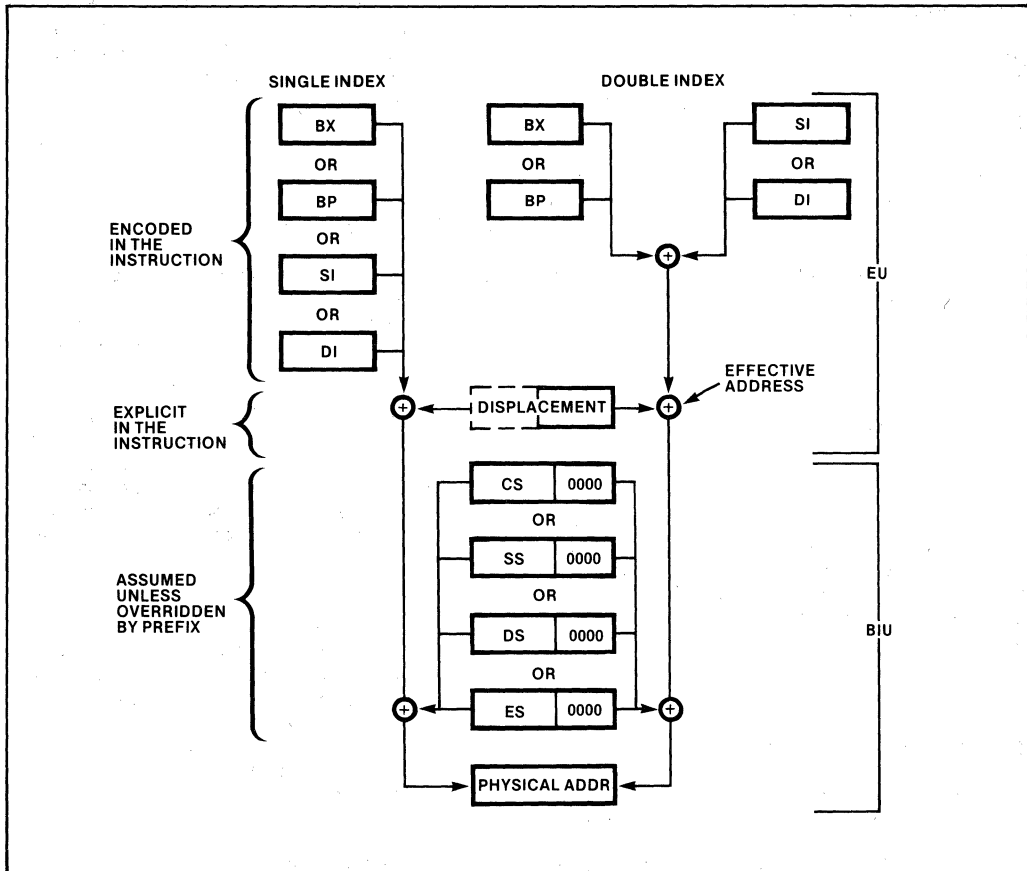 SINGLE INDEX
DOUBLE INDEX
BX
OR
BP
OR
SI
OR
DI
BX
OR
BP
SI
OR
DI
ENCODED
IN THE
INSTRUCTION
+
EU
EFFECTIVE
ADDRESS
EXPLICIT
IN THE
INSTRUCTION
+
DISPLACEMENT
+
CS 0000
OR
SS 0000
OR
DS 0000
OR
ES 0000
ASSUMED
UNLESS
OVERRIDDEN
BY PREFIX
BIU
+
+
PHYSICAL ADDR